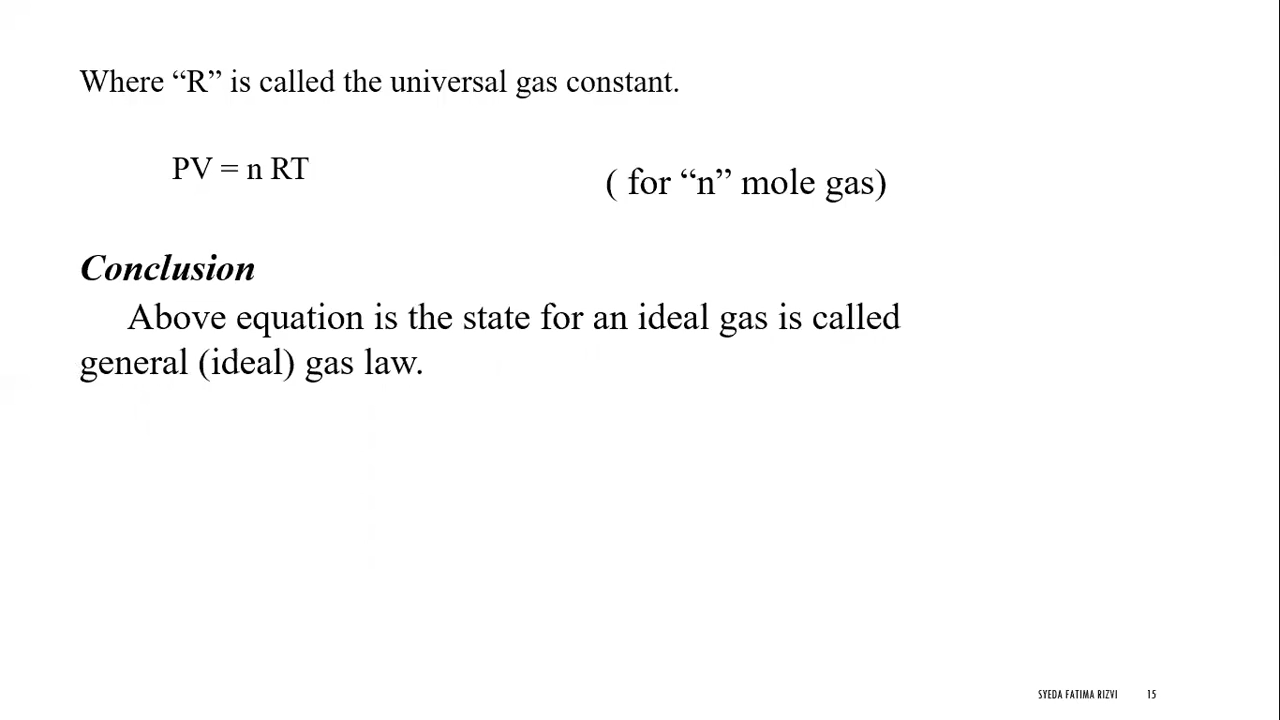 Where “R” is called the universal gas constant.
PV = n RT
( for “n” mole gas)
Conclusion
Above equation is the state for an ideal gas is called
general (ideal) gas law.
SYEDA FATIMA RIZVI 15